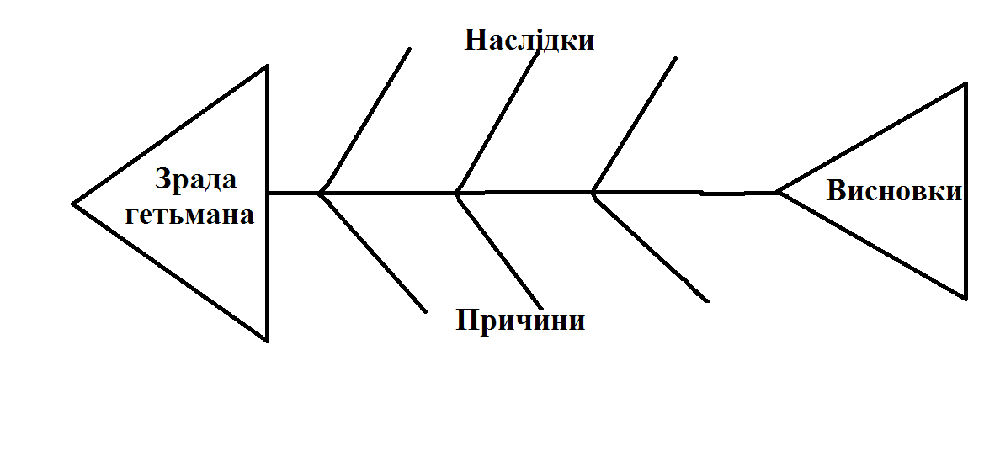 Наслідки
Зрада
гетьмана
Висновки
Причини